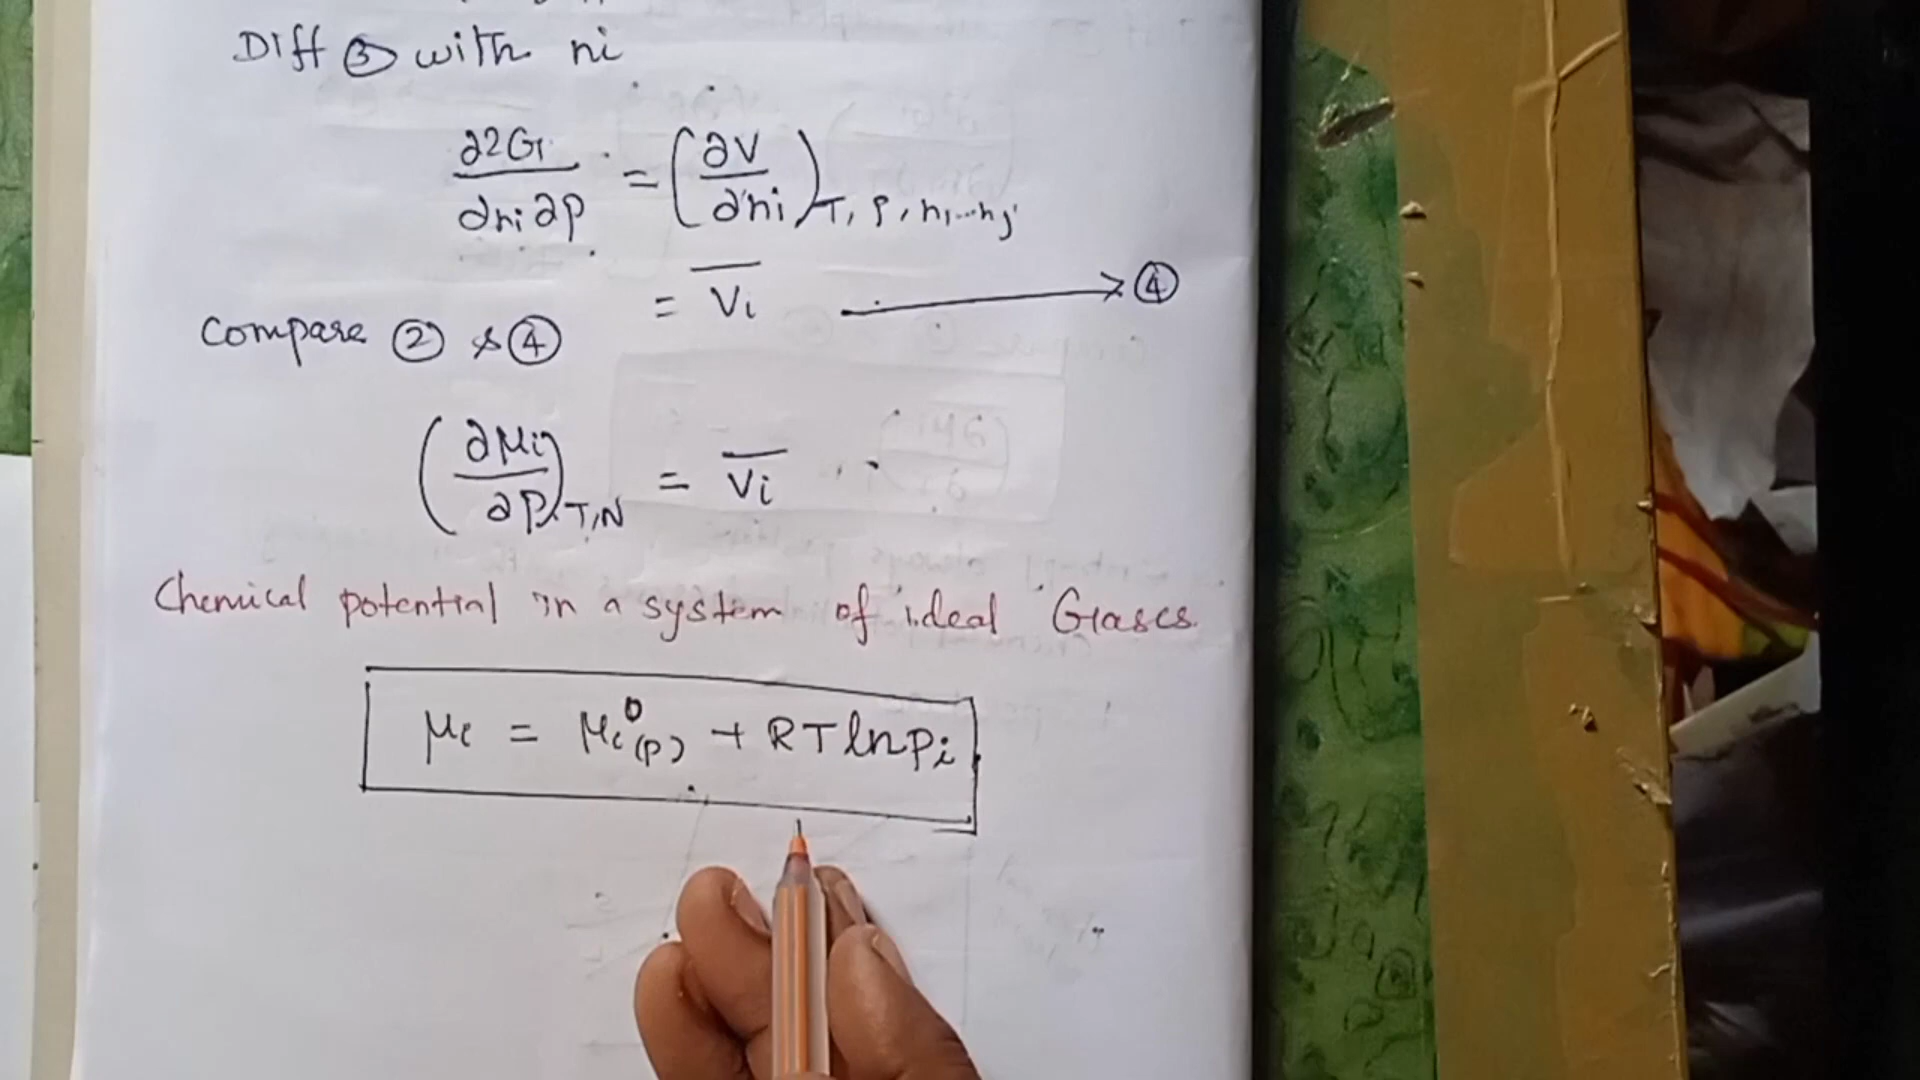 Diff ③ with ni
∂2G / ∂ni ∂P = (∂V / ∂ni) T, P, n1...nj
= V̅i → ④
Compare ② & ④
(∂μi / ∂P) T,N = V̅i
Chemical potential in a system of ideal Gases.
μi = μi⁰(P) + RT ln Pi